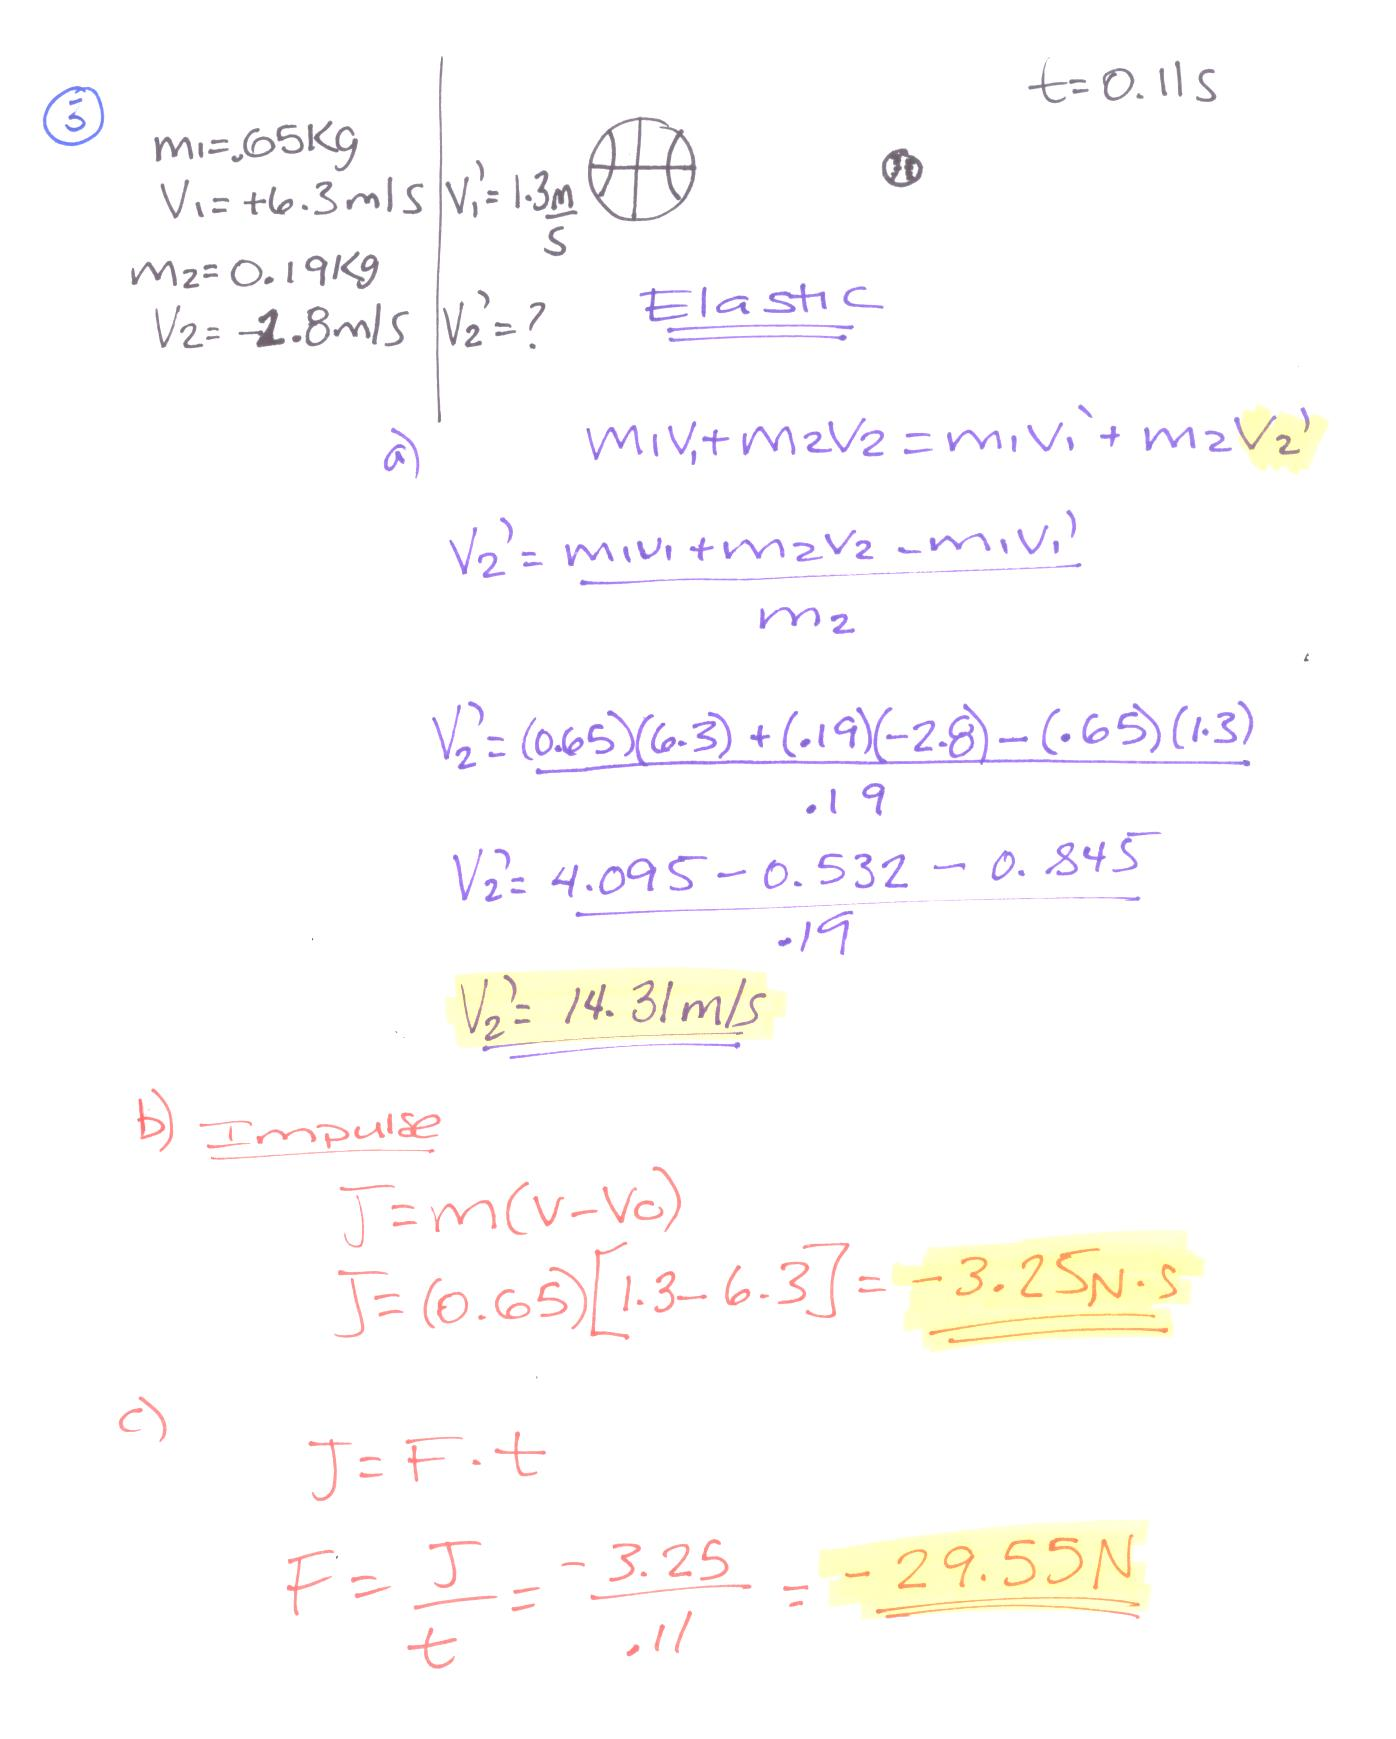 5
t=0.11s
m1=.65Kg
V1=+6.3m/s V1'=1.3m/s
m2=0.19Kg
V2=-2.8m/s V2'=?
Elastic
a) m1V1+m2V2=m1V1'+m2V2'
V2'=m1V1+m2V2-m1V1'
m2
V2'=(0.65)(6.3)+(.19)(-2.8)-(.65)(1.3)
.19
V2'=4.095-0.532-0.845
.19
V2'=14.31m/s
b) Impulse
J=m(V-Vo)
J=(0.65)[1.3-6.3]=-3.25N·s
c)
J=F·t
F=J/t=-3.25/.11=-29.55N